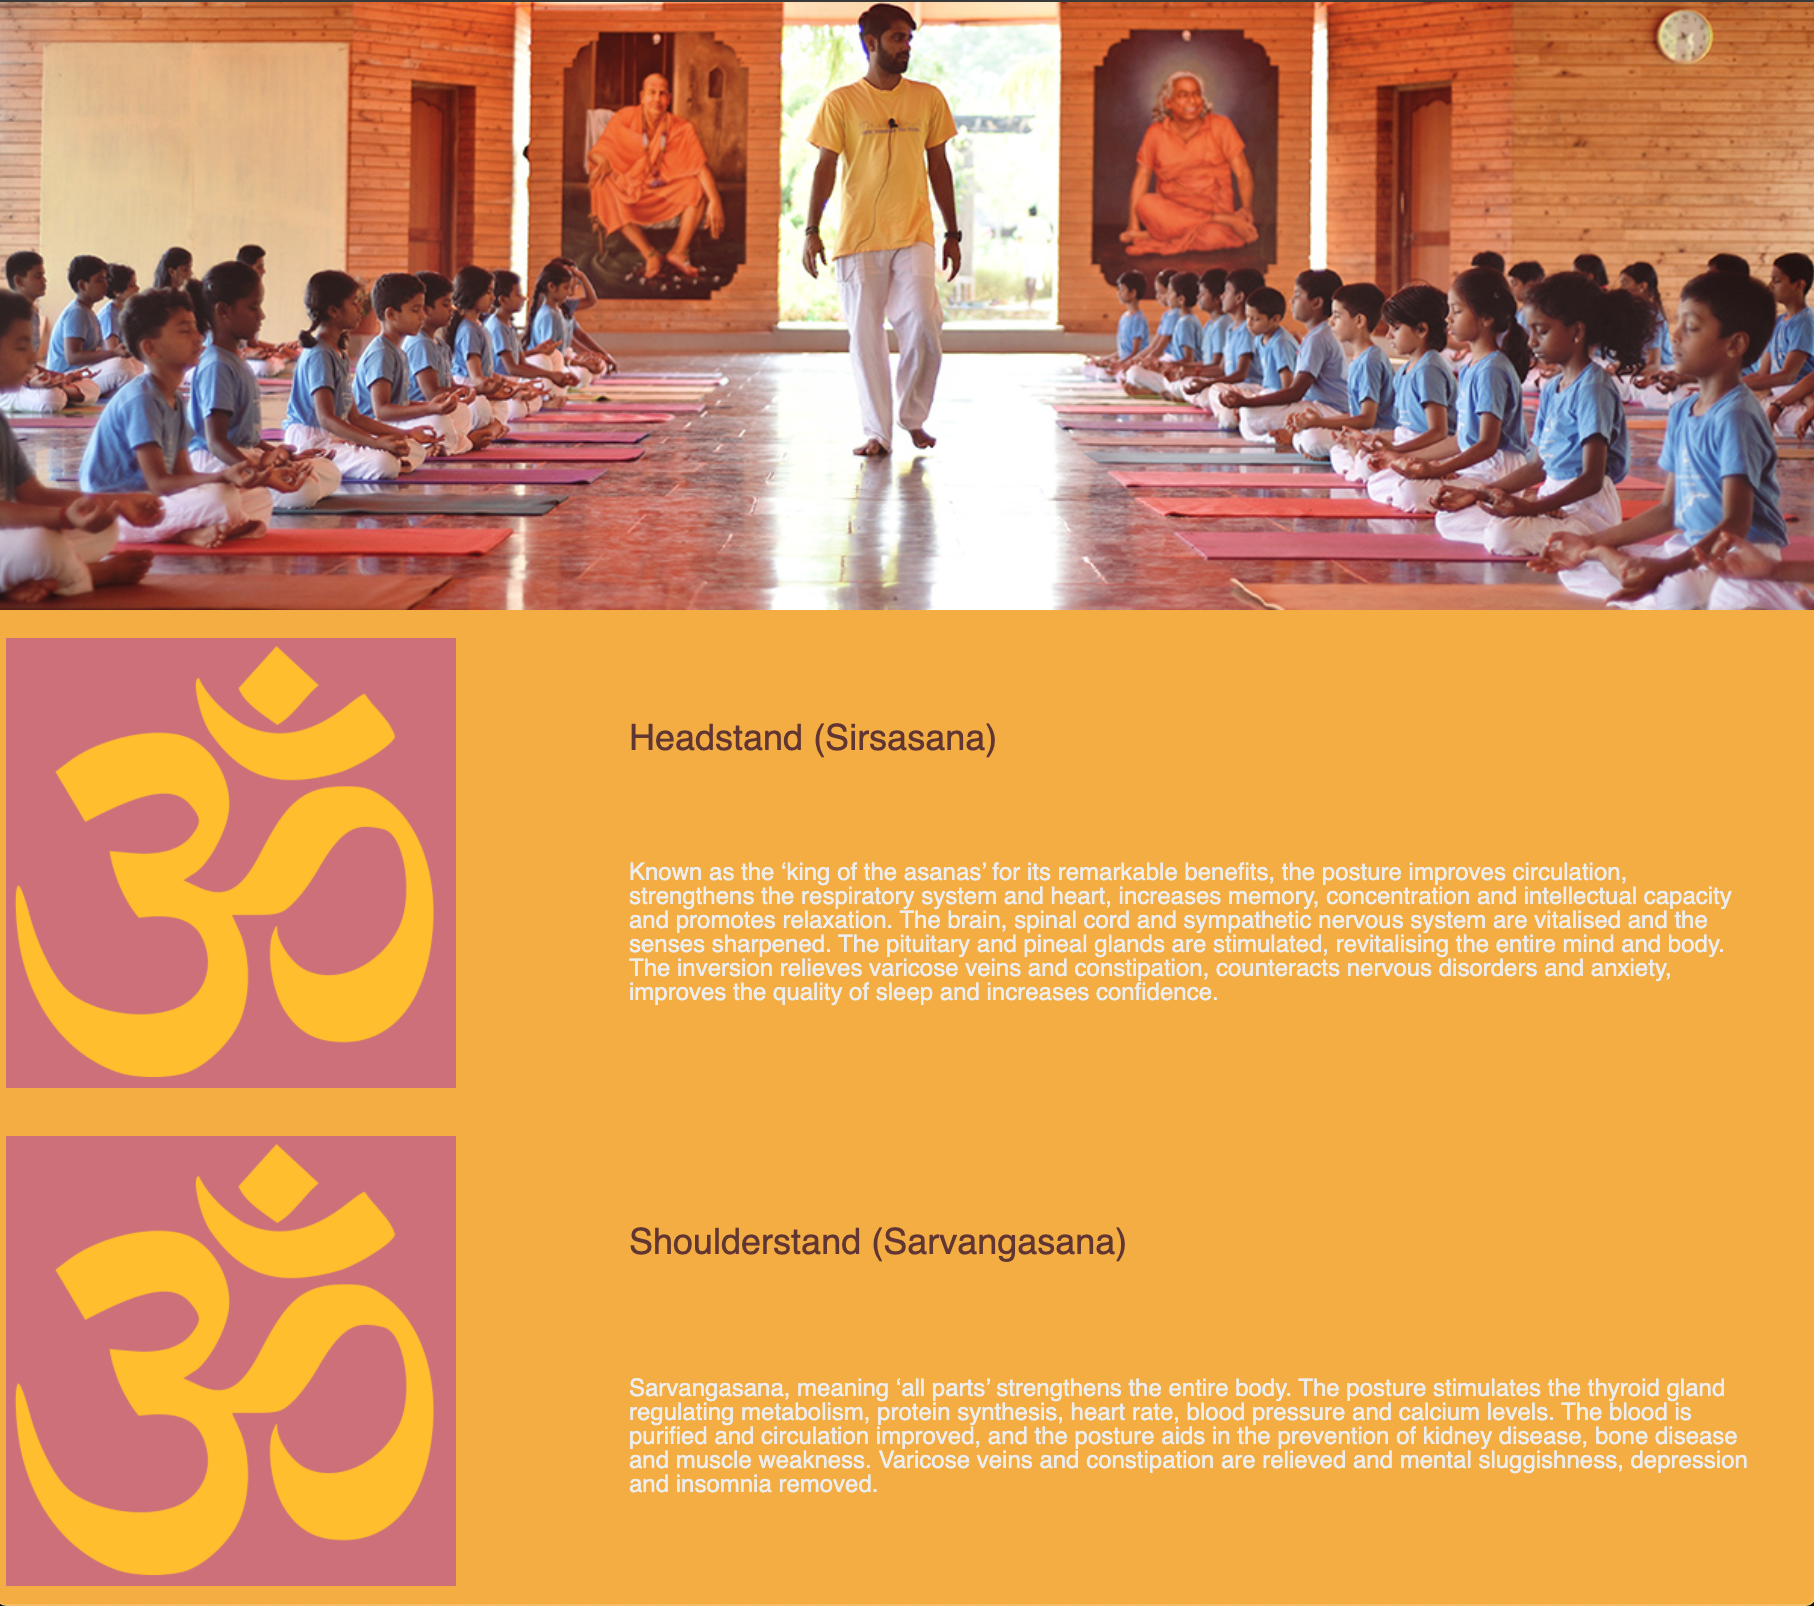 ॐ
Headstand (Sirsasana)
Known as the ‘king of the asanas’ for its remarkable benefits, the posture improves circulation,
strengthens the respiratory system and heart, increases memory, concentration and intellectual capacity
and promotes relaxation. The brain, spinal cord and sympathetic nervous system are vitalised and the
senses sharpened. The pituitary and pineal glands are stimulated, revitalising the entire mind and body.
The inversion relieves varicose veins and constipation, counteracts nervous disorders and anxiety,
improves the quality of sleep and increases confidence.
ॐ
Shoulderstand (Sarvangasana)
Sarvangasana, meaning ‘all parts’ strengthens the entire body. The posture stimulates the thyroid gland
regulating metabolism, protein synthesis, heart rate, blood pressure and calcium levels. The blood is
purified and circulation improved, and the posture aids in the prevention of kidney disease, bone disease
and muscle weakness. Varicose veins and constipation are relieved and mental sluggishness, depression
and insomnia removed.